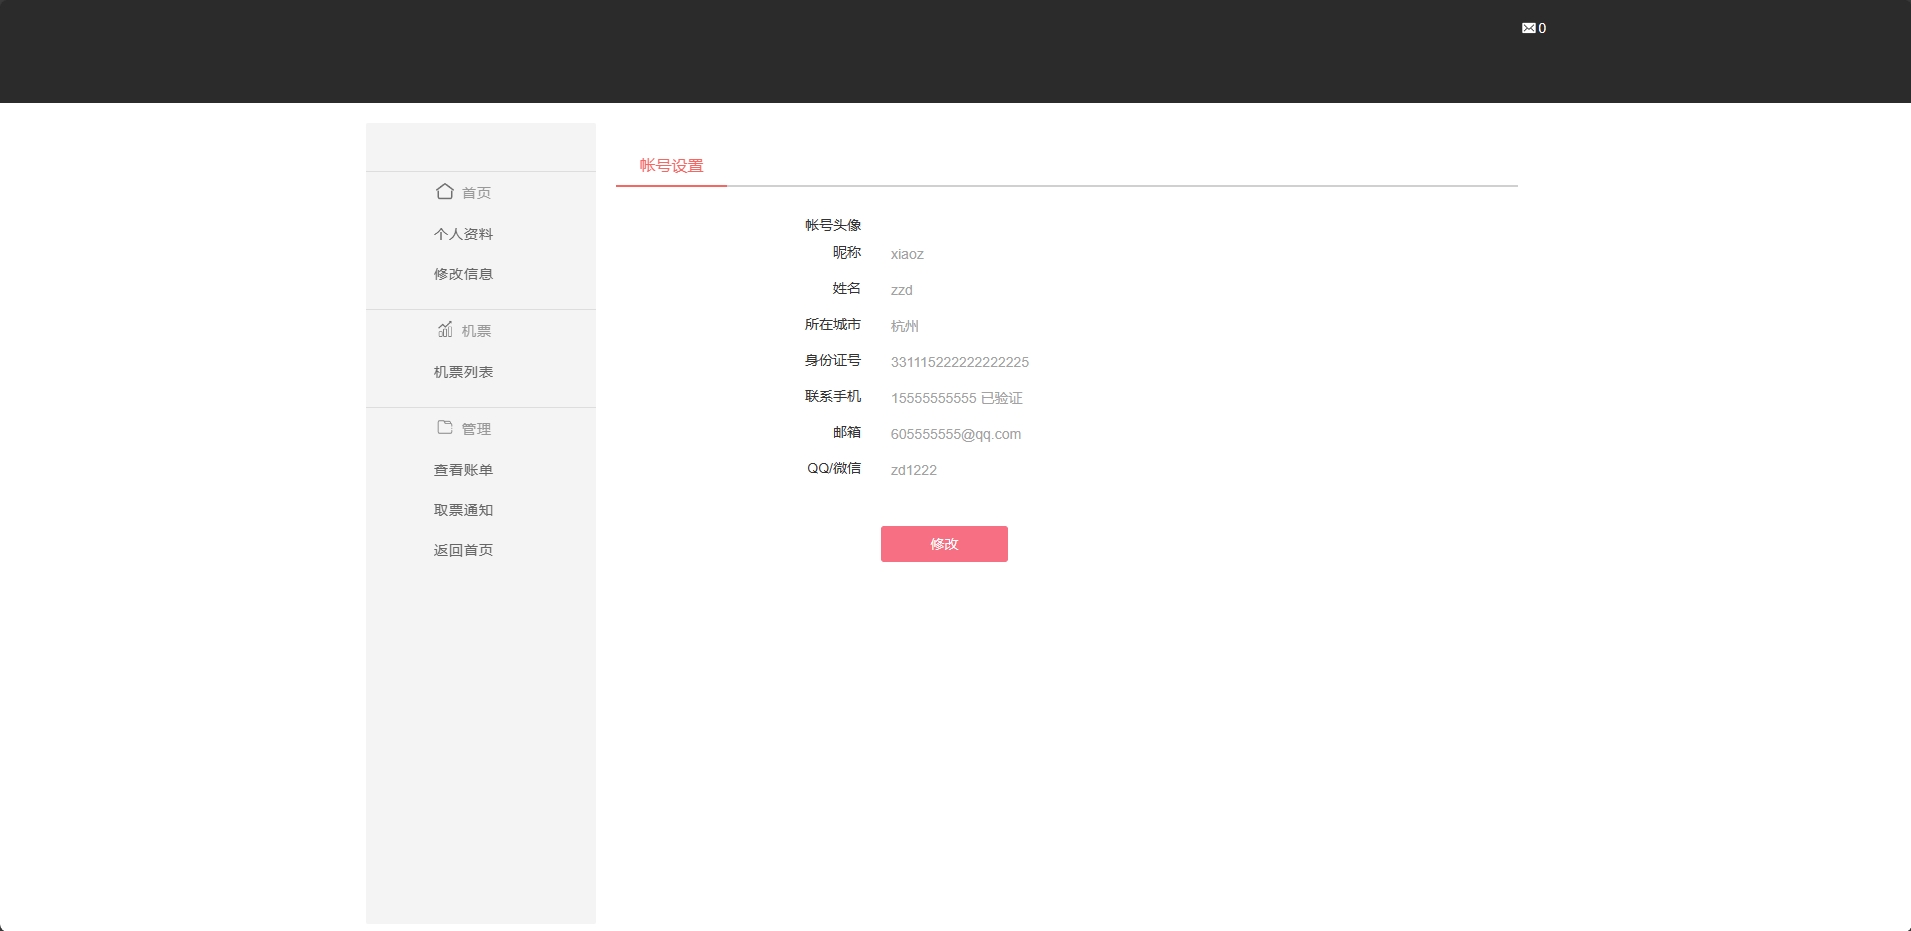 0
首页
个人资料
修改信息
机票
机票列表
管理
查看账单
取票通知
返回首页
帐号设置
帐号头像
昵称 xiaoz
姓名 zzd
所在城市 杭州
身份证号 331115222222222225
联系手机 15555555555 已验证
邮箱 605555555@qq.com
QQ/微信 zd1222
修改